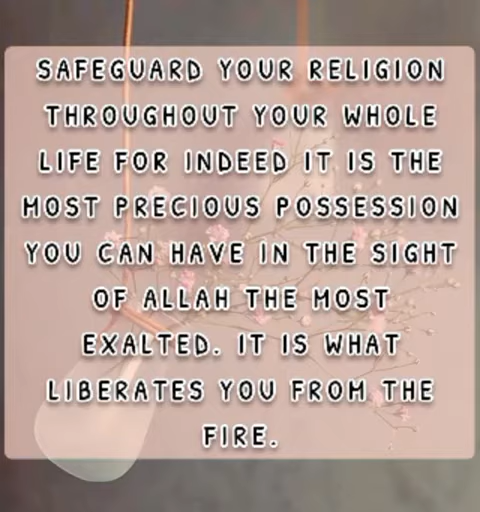 SAFEGUARD YOUR RELIGION
THROUGHOUT YOUR WHOLE
LIFE FOR INDEED IT IS THE
MOST PRECIOUS POSSESSION
YOU CAN HAVE IN THE SIGHT
OF ALLAH THE MOST
EXALTED. IT IS WHAT
LIBERATES YOU FROM THE
FIRE.